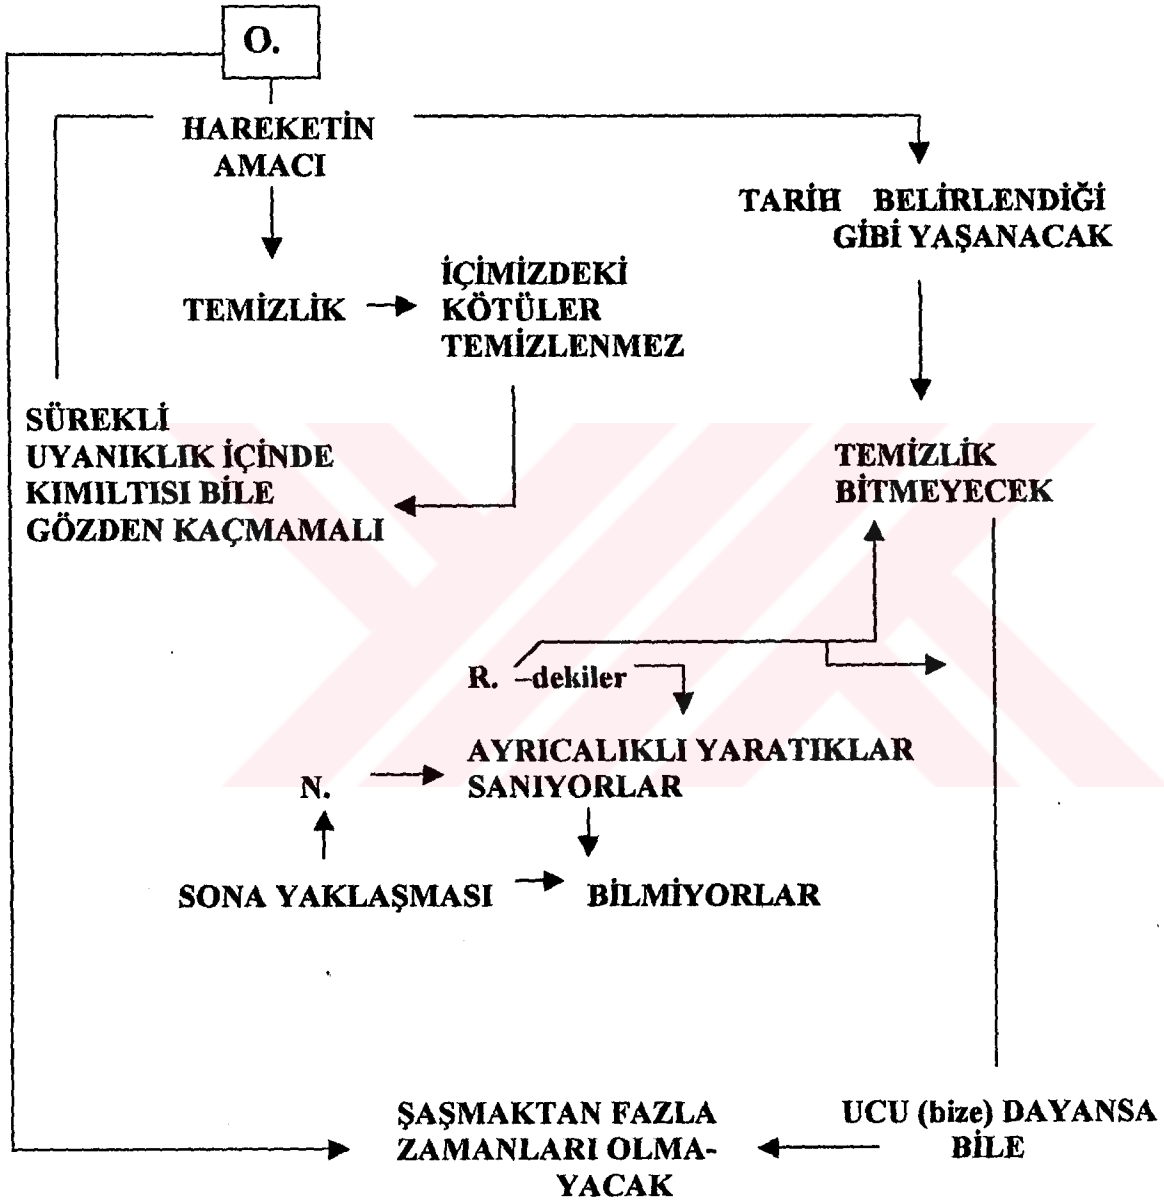 O.
HAREKETİN
AMACI
TARİH BELİRLENDİĞİ
GİBİ YAŞANACAK
TEMİZLİK
İÇİMİZDEKİ
KÖTÜLER
TEMİZLENMEZ
SÜREKLİ
UYANIKLIK İÇİNDE
KIMILTISI BİLE
GÖZDEN KAÇMAMALI
TEMİZLİK
BİTMEYECEK
R. –dekiler
AYRICALIKLI YARATIKLAR
SANIYORLAR
N.
SONA YAKLAŞMASI
BİLMİYORLAR
ŞAŞMAKTAN FAZLA
ZAMANLARI OLMA-
YACAK
UCU (bize) DAYANSA
BİLE